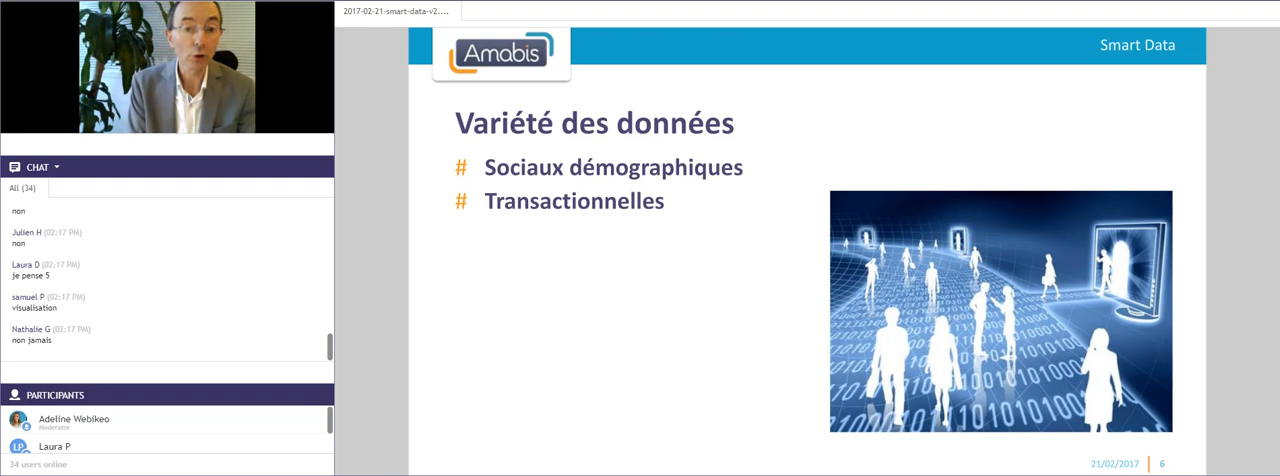 2017-02-21-smart-data-v2....
CHAT
All (34)
non
Julien H (02:17 PM)
non
Laura D (02:17 PM)
je pense 5
samuel P (02:17 PM)
visualisation
Nathalie G (02:17 PM)
non jamais
PARTICIPANTS
Adeline Webikeo
Moderator
LP
Laura P
34 users online
Amabis
Smart Data
Variété des données
# Sociaux démographiques
# Transactionnelles
21/02/2017 | 6